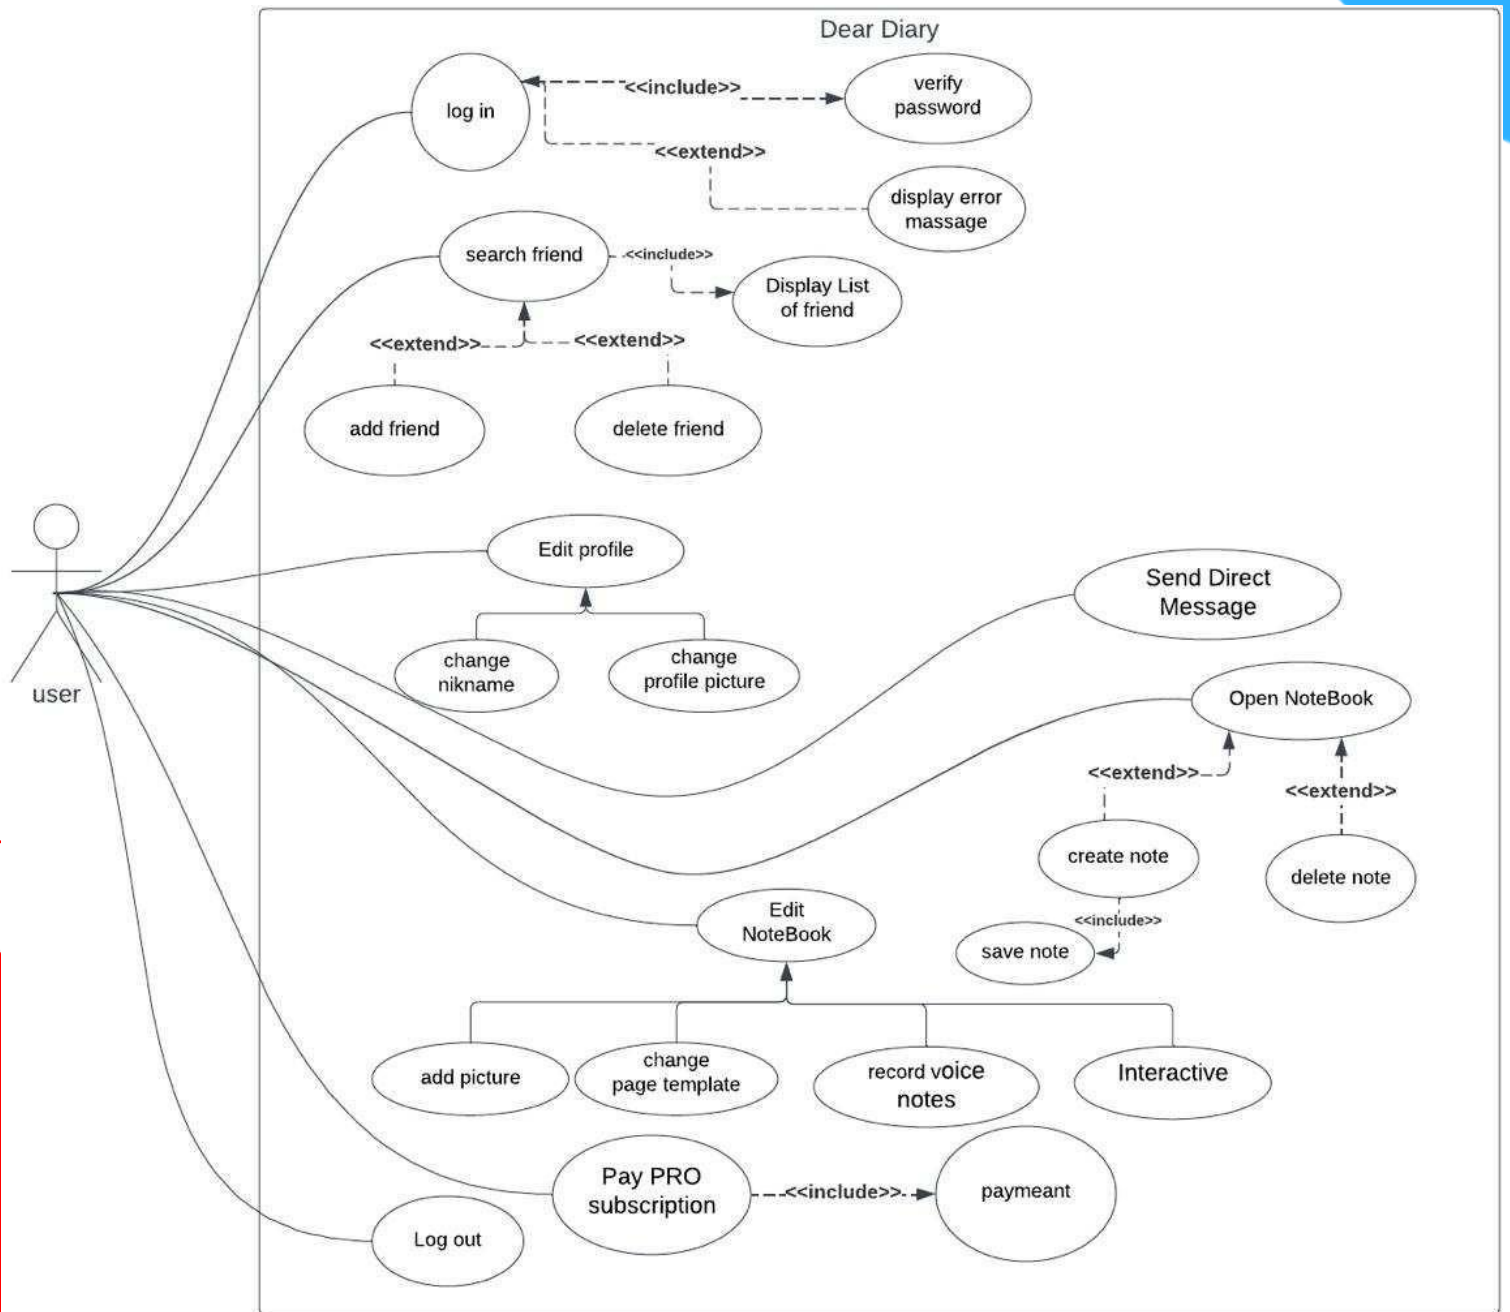 Dear Diary
log in
<<include>>
verify
password
<<extend>>
display error
massage
search friend
<<include>>
Display List
of friend
<<extend>>
<<extend>>
add friend
delete friend
Edit profile
change
nikname
change
profile picture
Send Direct
Message
user
Open NoteBook
<<extend>>
<<extend>>
create note
delete note
<<include>>
save note
Edit
NoteBook
add picture
change
page template
record voice
notes
Interactive
Pay PRO
subscription
<<include>>
paymeant
Log out